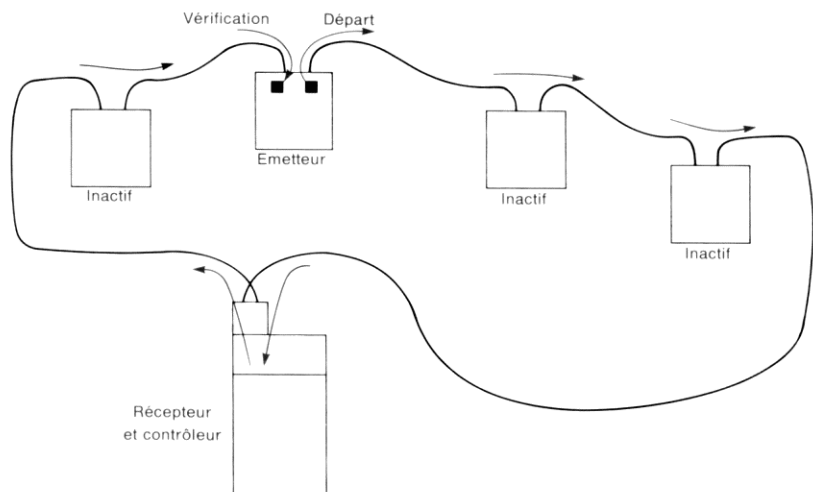 Vérification
Départ
Emetteur
Inactif
Inactif
Inactif
Récepteur
et contrôleur